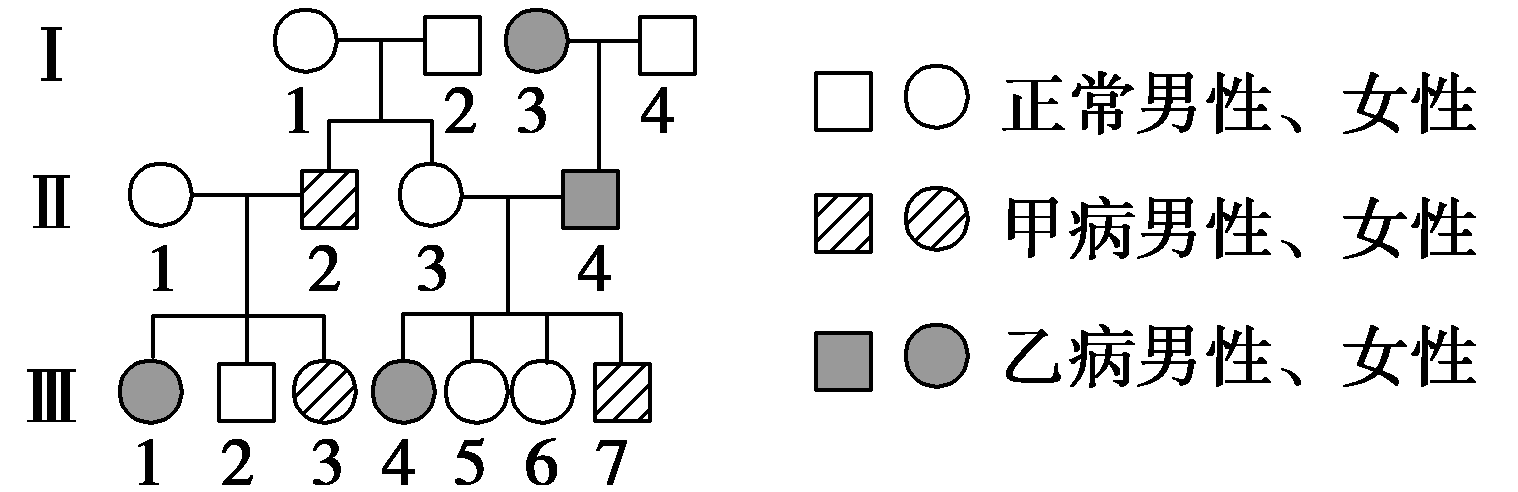 I
1 2 3 4
II
1 2 3 4
III
1 2 3 4 5 6 7
正常男性、女性
甲病男性、女性
乙病男性、女性